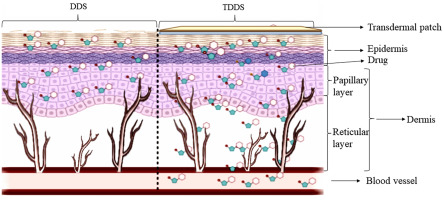 DDS
TDDS
Transdermal patch
Epidermis
Drug
Papillary
layer
Dermis
Reticular
layer
Blood vessel